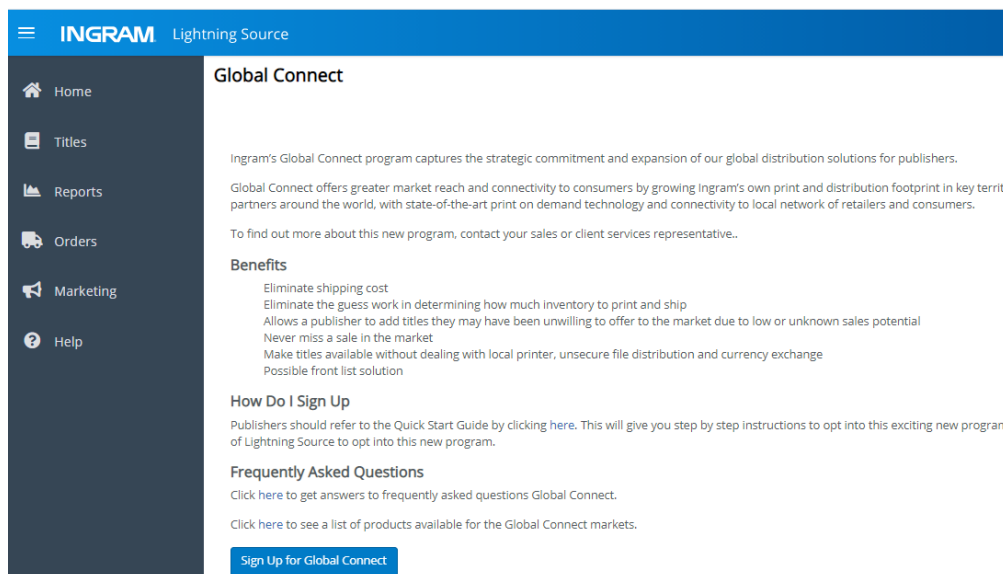 INGRAM Lightning Source
Home
Titles
Reports
Orders
Marketing
Help
Global Connect
Ingram's Global Connect program captures the strategic commitment and expansion of our global distribution solutions for publishers.
Global Connect offers greater market reach and connectivity to consumers by growing Ingram's own print and distribution footprint in key
partners around the world, with state-of-the-art print on demand technology and connectivity to local network of retailers and consumers.
To find out more about this new program, contact your sales or client services representative..
Benefits
Eliminate shipping cost
Eliminate the guess work in determining how much inventory to print and ship
Allows a publisher to add titles they may have been unwilling to offer to the market due to low or unknown sales potential
Never miss a sale in the market
Make titles available without dealing with local printer, unsecure file distribution and currency exchange
Possible front list solution
How Do I Sign Up
Publishers should refer to the Quick Start Guide by clicking here. This will give you step by step instructions to opt into this exciting new
of Lightning Source to opt into this new program.
Frequently Asked Questions
Click here to get answers to frequently asked questions Global Connect.
Click here to see a list of products available for the Global Connect markets.
Sign Up for Global Connect